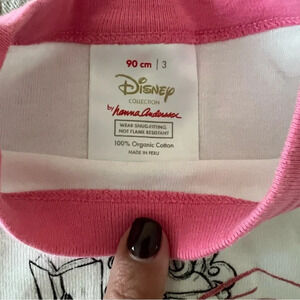 90 cm | 3
Disney
COLLECTION
by hanna Andersson
WEAR SNUG-FITTING,
NOT FLAME RESISTANT
100% Organic Cotton
MADE IN PERU